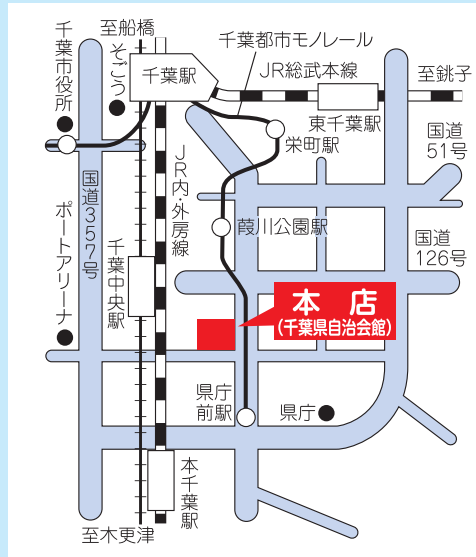 至船橋
千葉都市モノレール
千葉市役所
そごう
千葉駅
JR総武本線
至銚子
東千葉駅
栄町駅
国道
51号
JR内・外房線
国道357号
葭川公園駅
ポートアリーナ
千葉中央駅
国道
126号
本店
(千葉県自治会館)
県庁
前駅
県庁
本千葉駅
至木更津